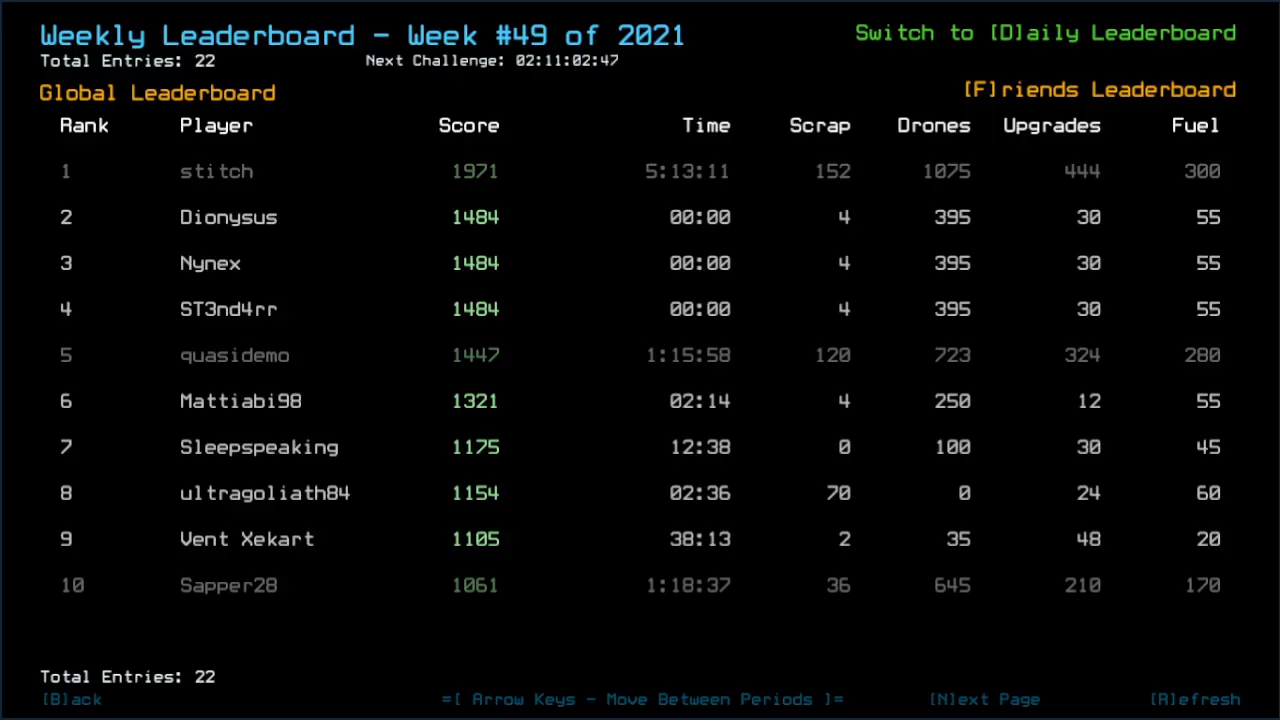 Weekly Leaderboard - Week #49 of 2021 Switch to [D]aily Leaderboard
Total Entries: 22 Next Challenge: 02:11:02:47
Global Leaderboard [F]riends Leaderboard
Rank Player Score Time Scrap Drones Upgrades Fuel
1 stitch 1971 5:13:11 152 1075 444 300
2 Dionysus 1484 00:00 4 395 30 55
3 Nynex 1484 00:00 4 395 30 55
4 ST3nd4rr 1484 00:00 4 395 30 55
5 quasidemo 1447 1:15:58 120 723 324 280
6 Mattiabi98 1321 02:14 4 250 12 55
7 Sleepspeaking 1175 12:38 0 100 30 45
8 ultragoliath84 1154 02:36 70 0 24 60
9 Vent Xekart 1105 38:13 2 35 48 20
10 Sapper28 1061 1:18:37 36 645 210 170
Total Entries: 22
[B]ack =[ Arrow Keys - Move Between Periods ]= [N]ext Page [R]efresh